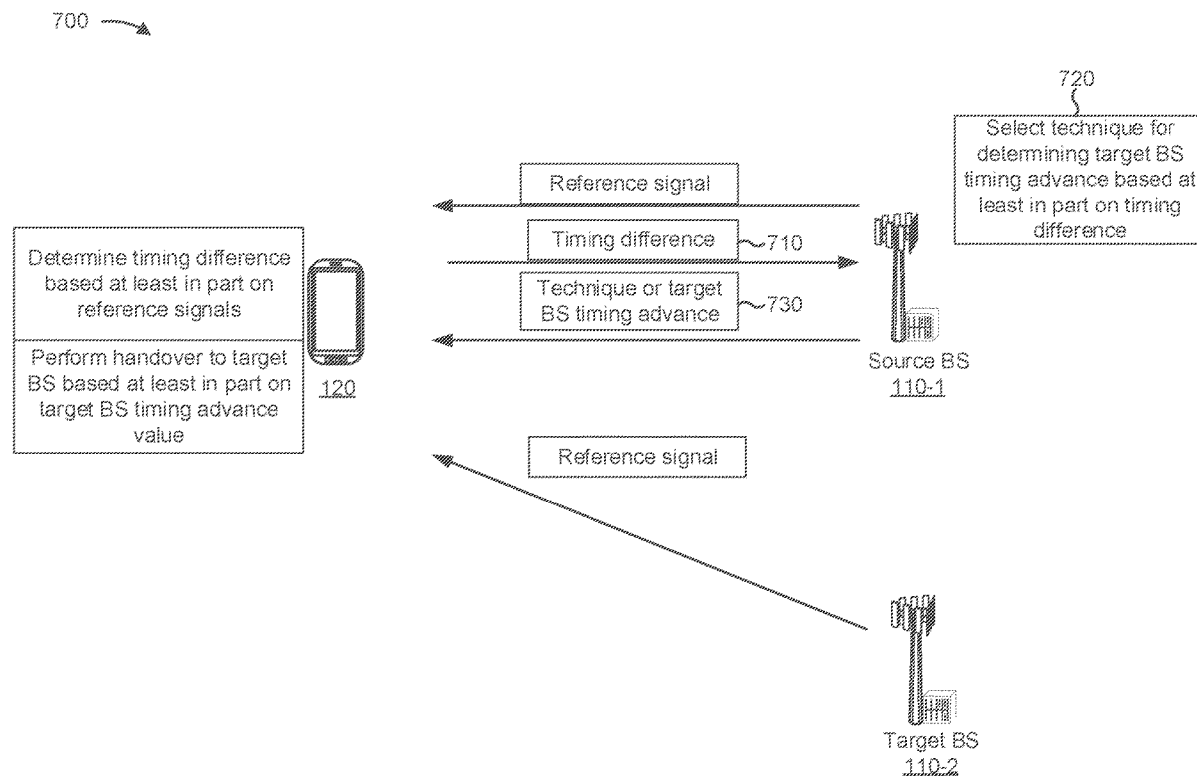 700
720
Select technique for
determining target BS
timing advance based at
least in part on timing
difference
Reference signal
Timing difference
710
Technique or target
BS timing advance
730
Determine timing difference
based at least in part on
reference signals
Perform handover to target
BS based at least in part on
target BS timing advance
value
120
Source BS
110-1
Reference signal
Target BS
110-2